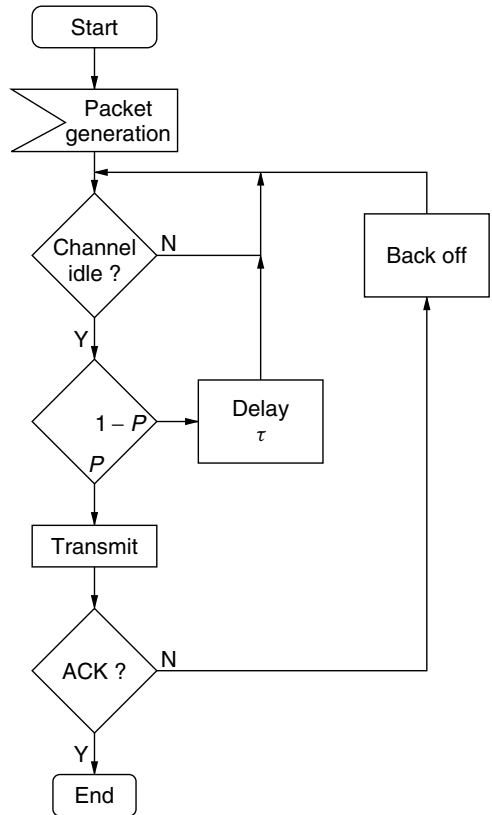 Start
Packet
generation
Channel
idle ?
N
Back off
Y
1 – P
P
Delay
τ
Transmit
ACK ?
N
Y
End